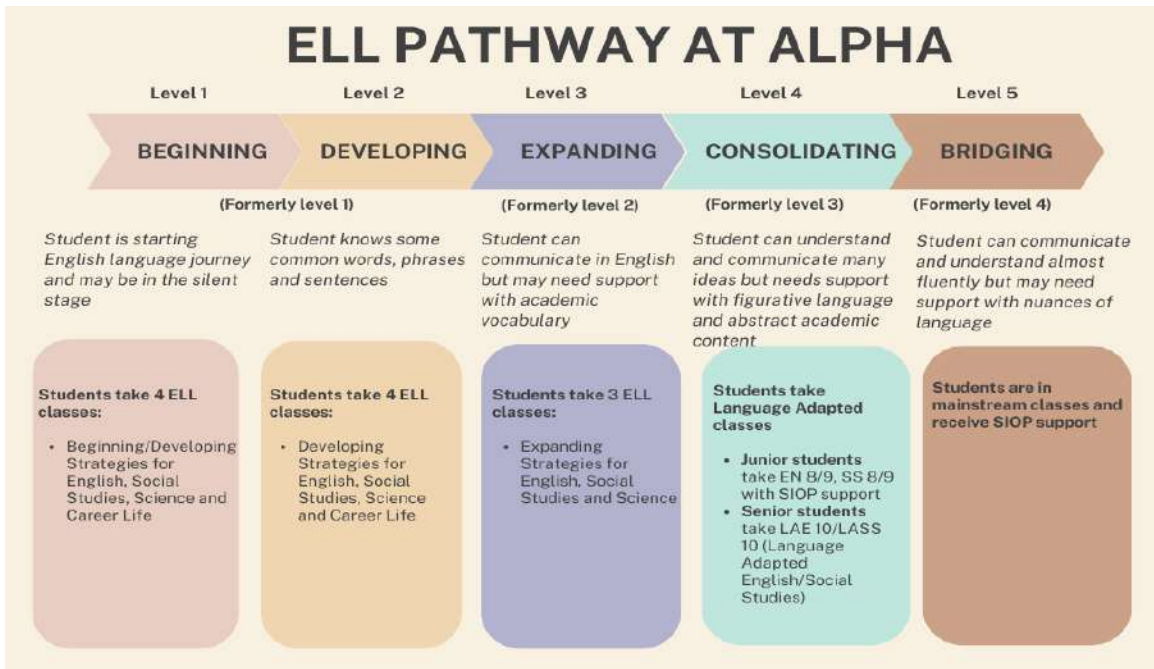 ELL PATHWAY AT ALPHA
Level 1
Level 2
Level 3
Level 4
Level 5
BEGINNING
DEVELOPING
EXPANDING
CONSOLIDATING
BRIDGING
(Formerly level 1)
(Formerly level 2)
(Formerly level 3)
(Formerly level 4)
Student is starting
English language journey
and may be in the silent
stage
Student knows some
common words, phrases
and sentences
Student can
communicate in English
but may need support
with academic
vocabulary
Student can understand
and communicate many
ideas but needs support
with figurative language
and abstract academic
content
Student can communicate
and understand almost
fluently but may need
support with nuances of
language
Students take 4 ELL
classes:
• Beginning/Developing
Strategies for
English, Social
Studies, Science and
Career Life
Students take 4 ELL
classes:
• Developing
Strategies for
English, Social
Studies, Science
and Career Life
Students take 3 ELL
classes:
• Expanding
Strategies for
English, Social
Studies and Science
Students take
Language Adapted
classes
• Junior students
take EN 8/9, SS 8/9
with SIOP support
• Senior students
take LAE 10/LASS
10 (Language
Adapted
English/Social
Studies)
Students are in
mainstream classes and
receive SIOP support